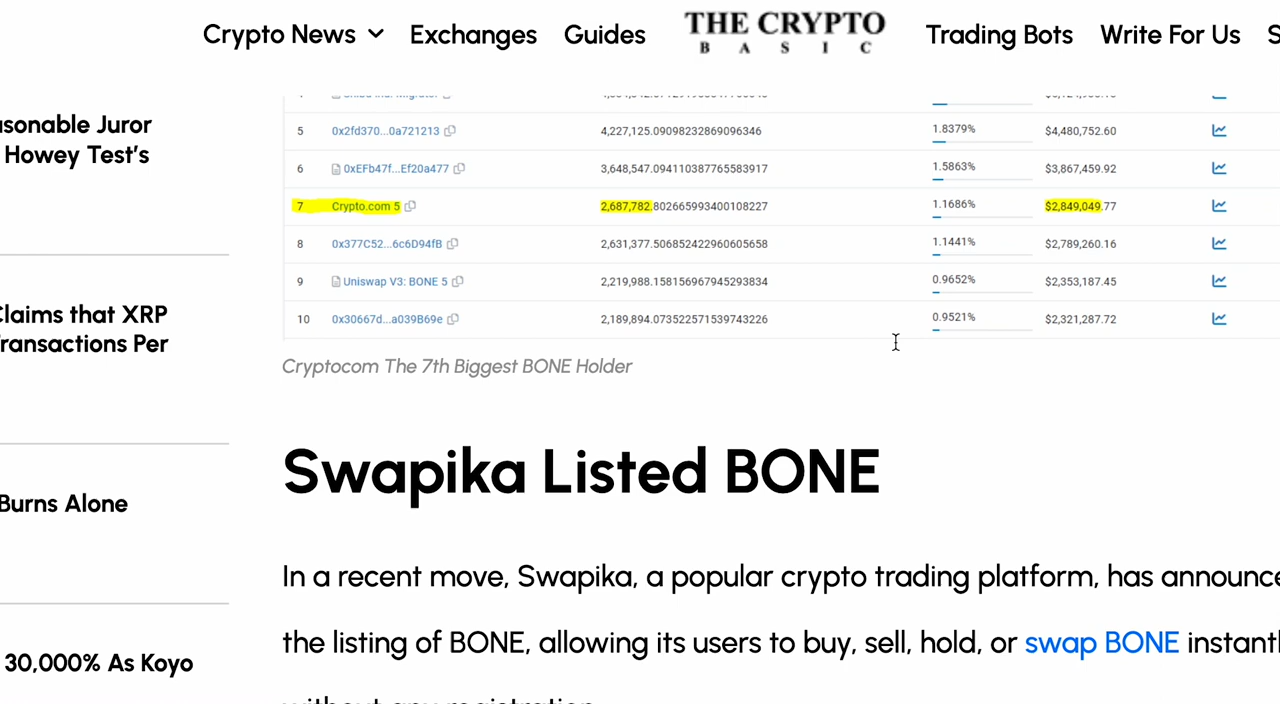 Crypto News Exchanges Guides THE CRYPTO BASIC Trading Bots Write For Us S
asonable Juror
Howey Test's
Claims that XRP
Transactions Per
Burns Alone
30,000% As Koyo
5 0x2fd370...0a721213 4,227,125.09098232869096346 1.8379% $4,480,752.60
6 0xEFb47f...Ef20a477 3,648,547.094110387765583917 1.5863% $3,867,459.92
7 Crypto.com 5 2,687,782.802665993400108227 1.1686% $2,849,049.77
8 0x377C52...6c6D94fB 2,631,377.506852422960605658 1.1441% $2,789,260.16
9 Uniswap V3: BONE 5 2,219,988.158156967945293834 0.9652% $2,353,187.45
10 0x30667d...a039B69e 2,189,894.073522571539743226 0.9521% $2,321,287.72
Cryptocom The 7th Biggest BONE Holder
Swapika Listed BONE
In a recent move, Swapika, a popular crypto trading platform, has announce
the listing of BONE, allowing its users to buy, sell, hold, or swap BONE instantl
without any registration